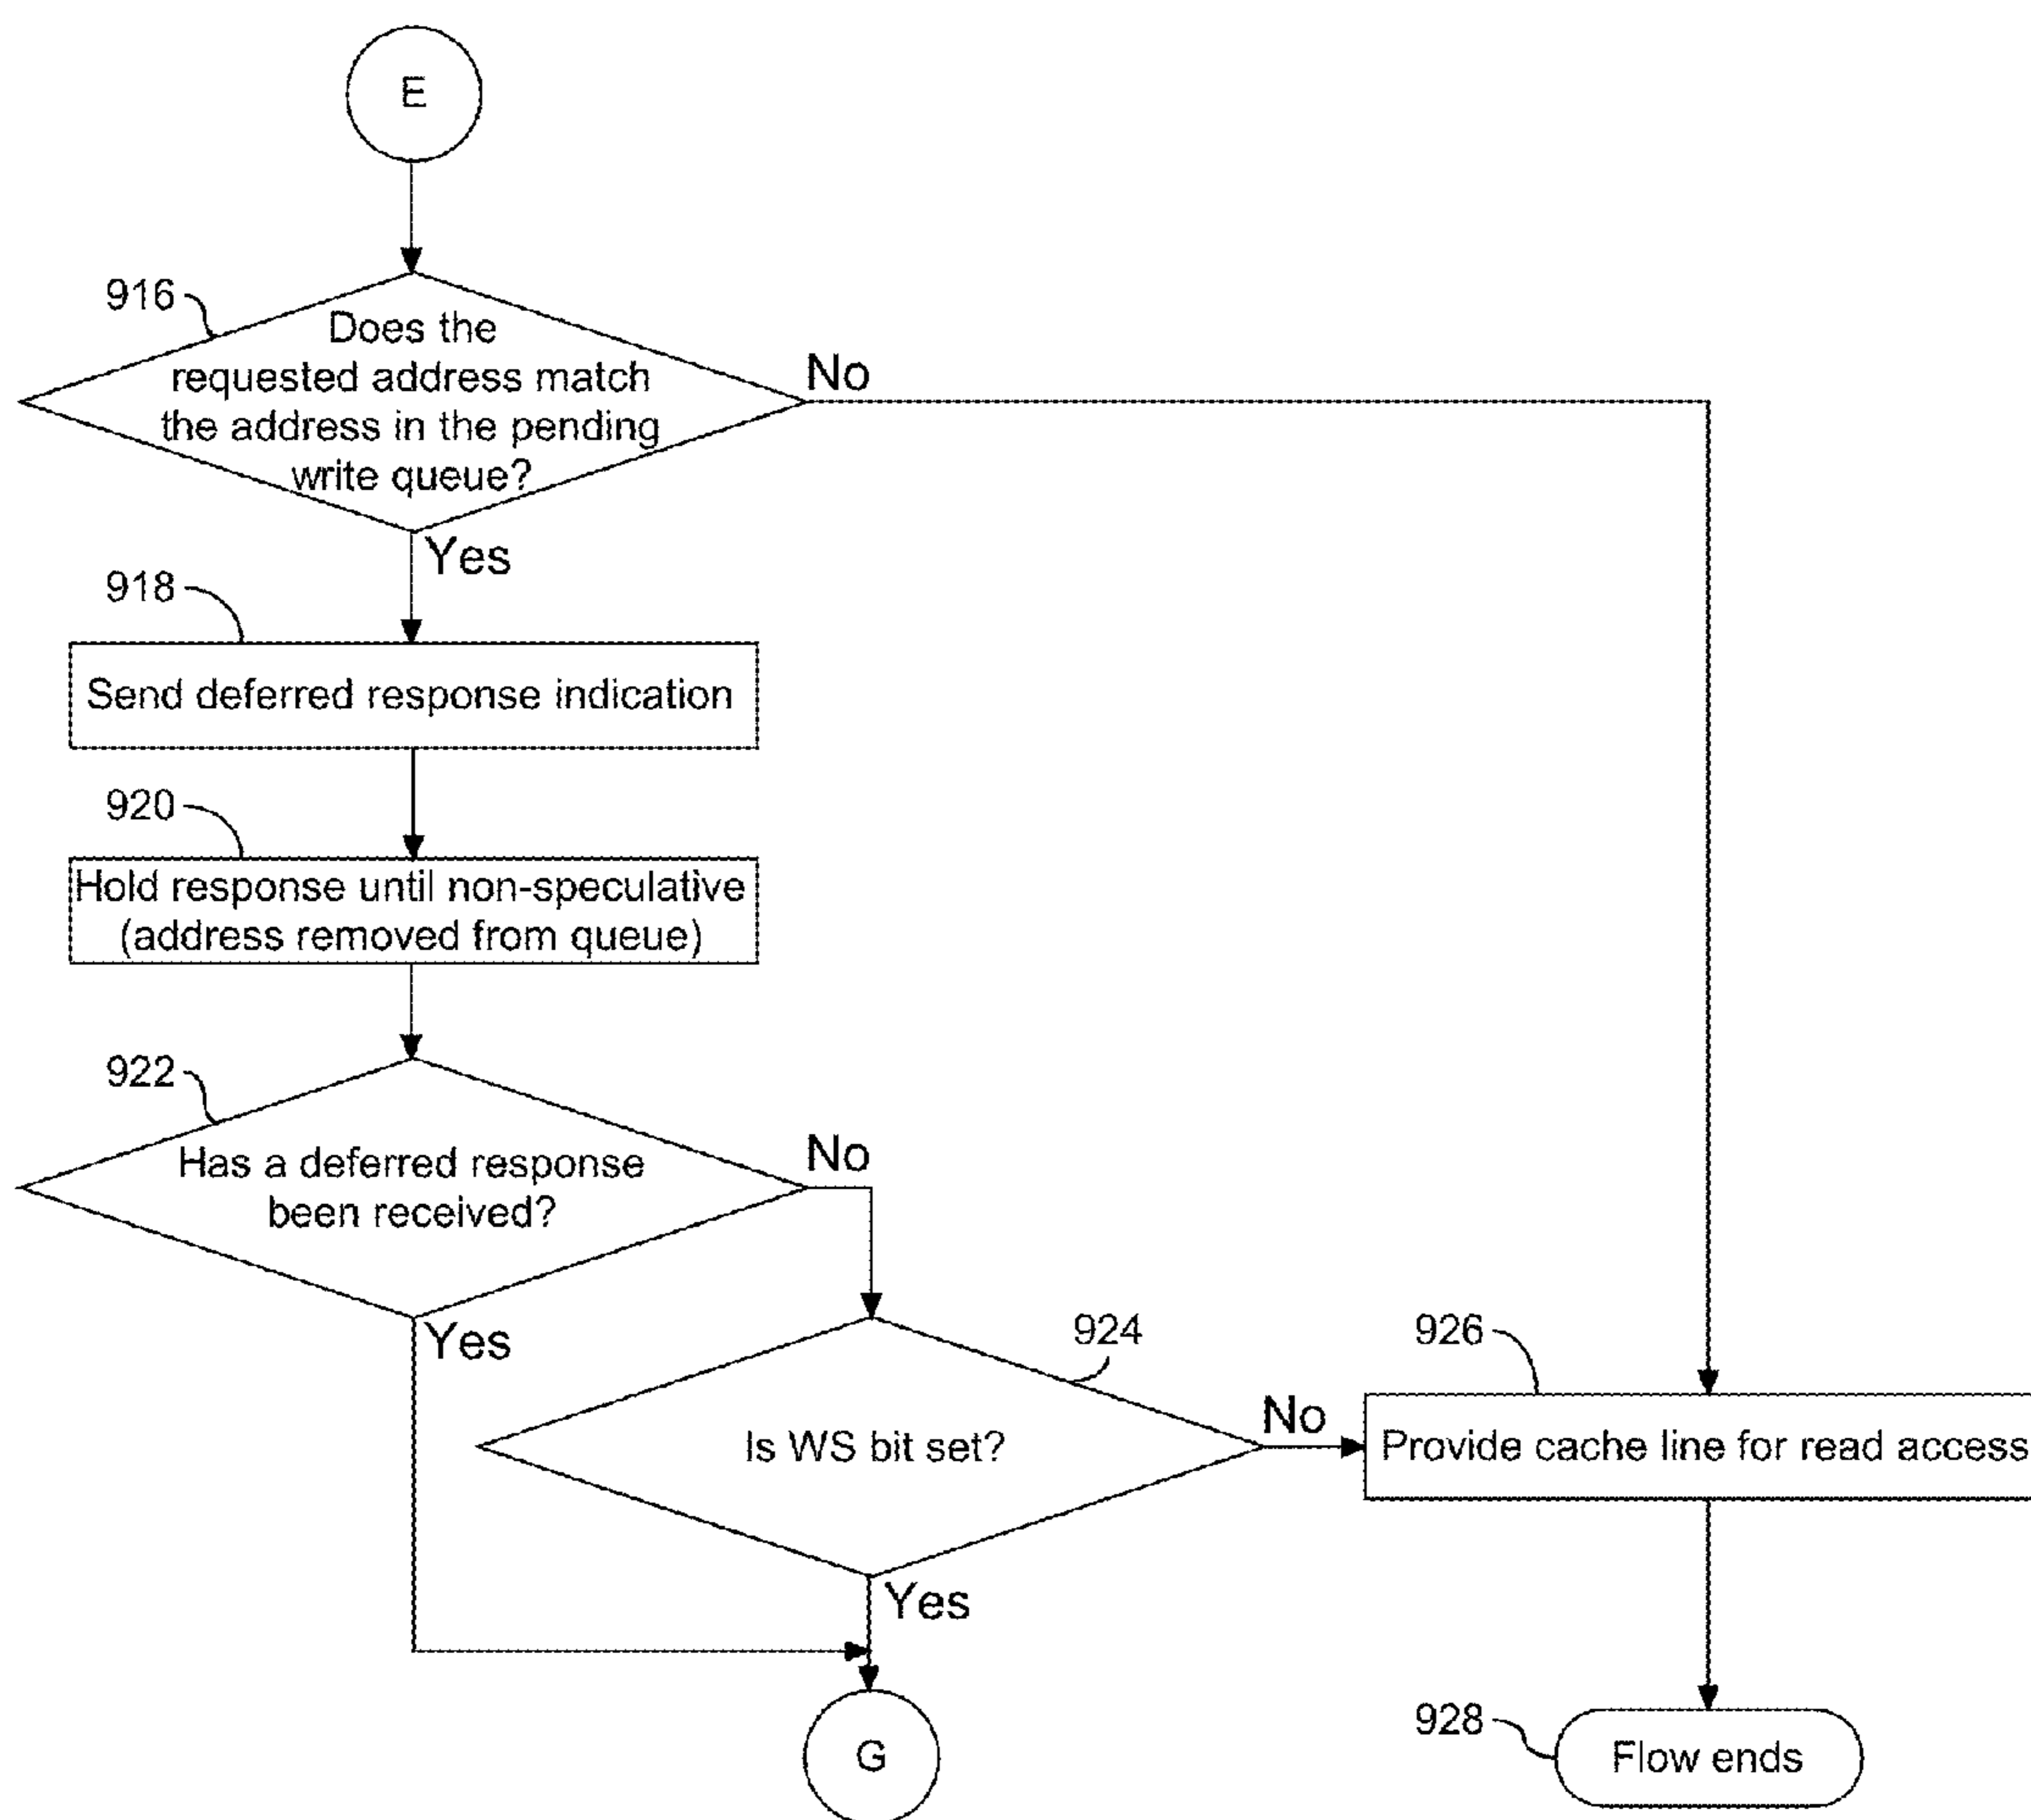 E
916
Does the
requested address match
the address in the pending
write queue?
No
Yes
918
Send deferred response indication
920
Hold response until non-speculative
(address removed from queue)
922
Has a deferred response
been received?
No
Yes
924
Is WS bit set?
No
926
Provide cache line for read access
Yes
G
928
Flow ends